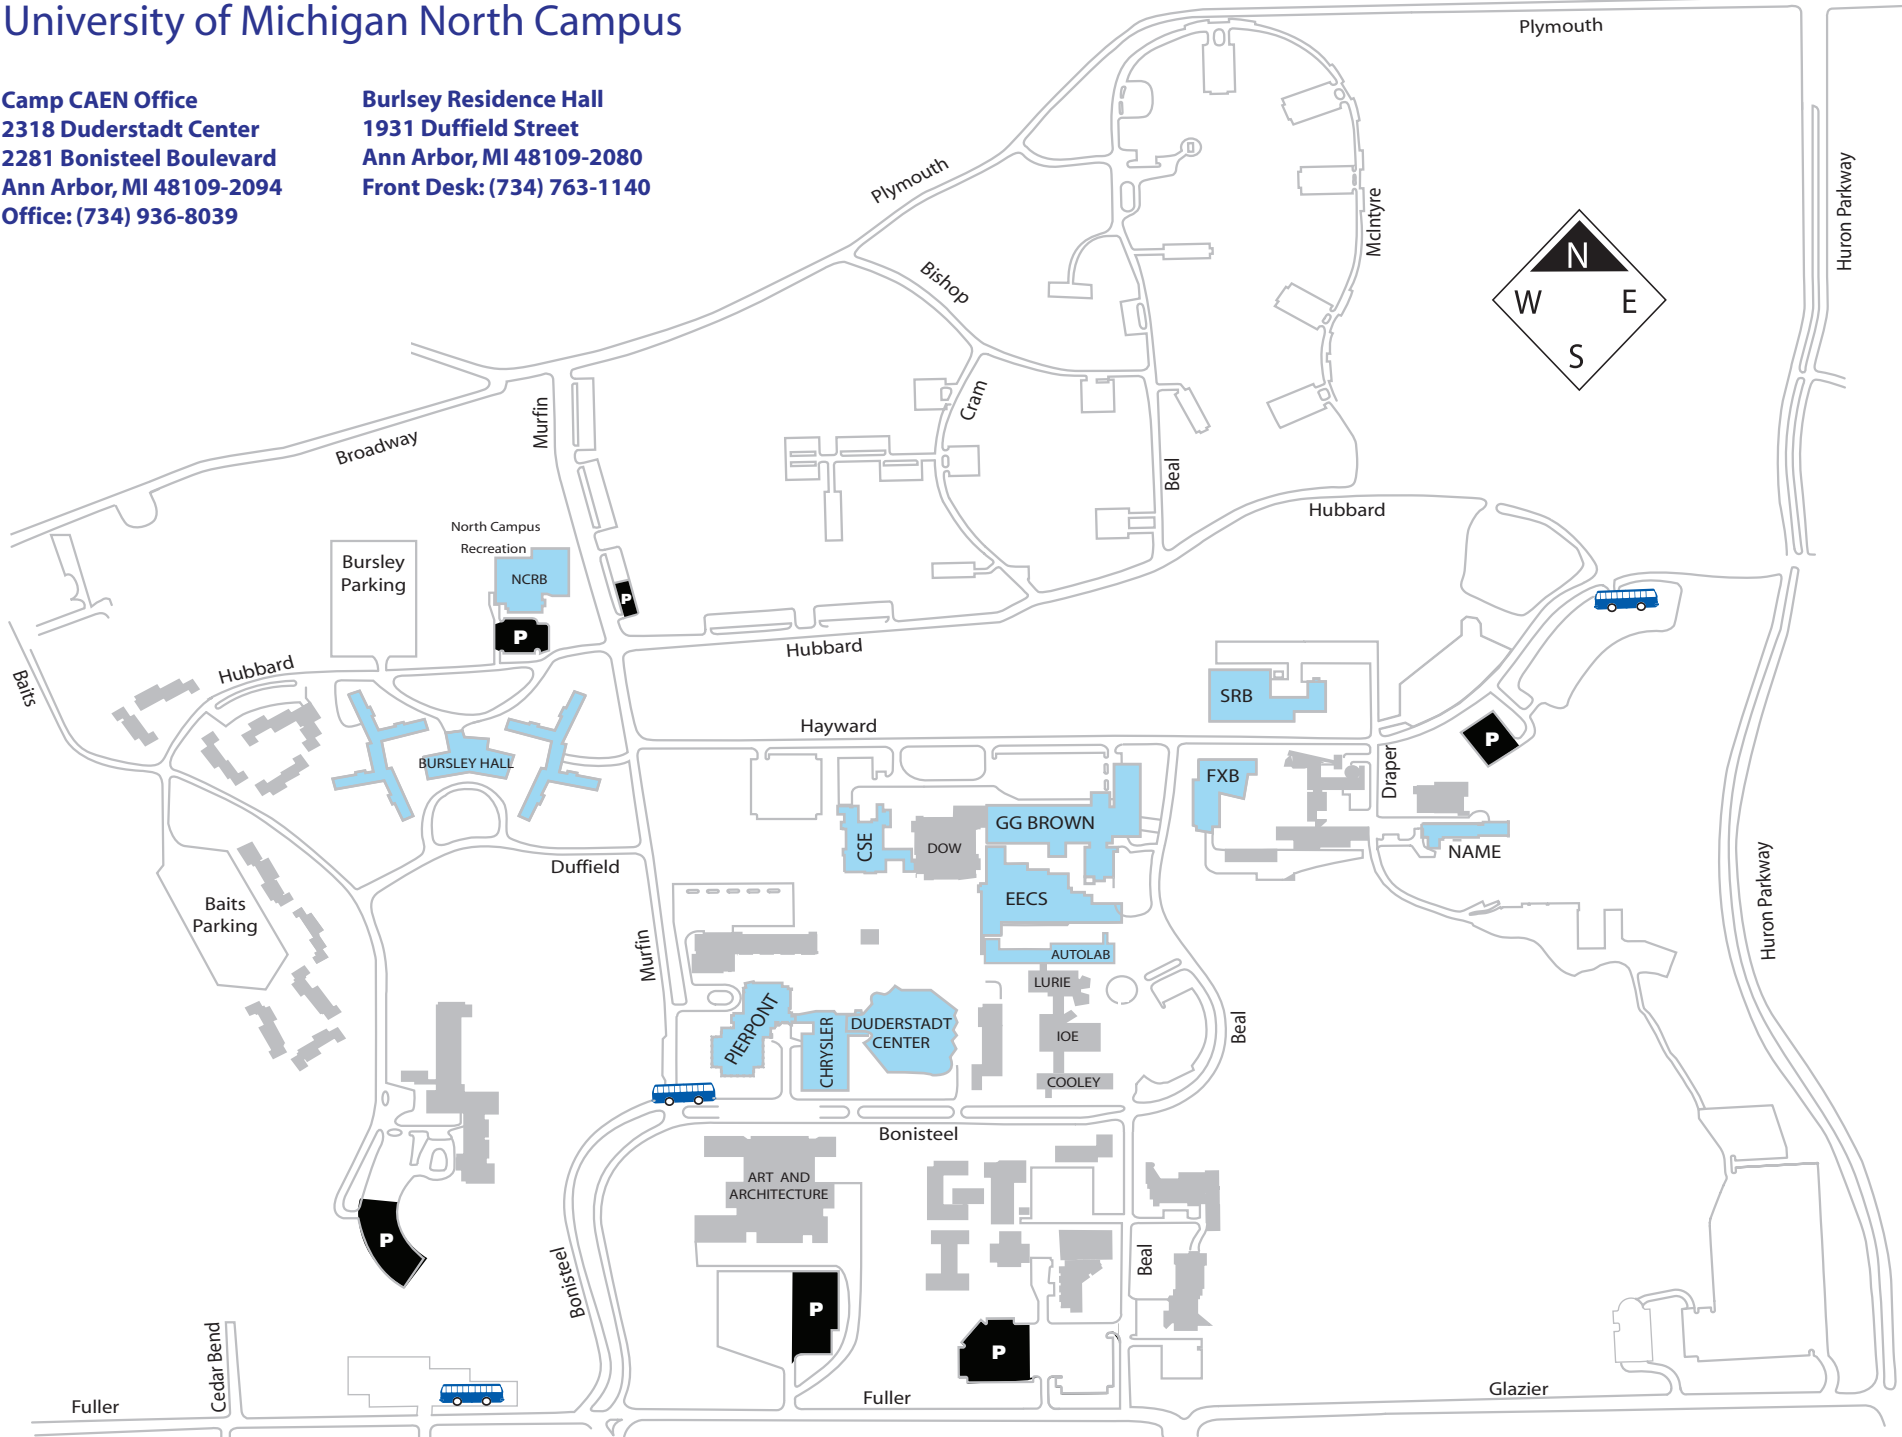 University of Michigan North Campus
Camp CAEN Office
2318 Duderstadt Center
2281 Bonisteel Boulevard
Ann Arbor, MI 48109-2094
Office: (734) 936-8039
Burlsey Residence Hall
1931 Duffield Street
Ann Arbor, MI 48109-2080
Front Desk: (734) 763-1140
Plymouth
Plymouth
Huron Parkway
McIntyre
N
W
E
S
Bishop
Cram
Murfin
Broadway
Beal
Hubbard
North Campus
Recreation
NCRB
Bursley
Parking
P
P
Hubbard
Hubbard
Baits
SRB
Hayward
P
BURSLEY HALL
FXB
Draper
GG BROWN
CSE
DOW
NAME
Duffield
EECS
Baits
Parking
Huron Parkway
Murfin
AUTOLAB
LURIE
PIERPONT
CHRYSLER
DUDERSTADT
CENTER
IOE
Beal
COOLEY
Bonisteel
ART AND
ARCHITECTURE
P
Bonisteel
Beal
P
P
Cedar Bend
Fuller
Fuller
Glazier